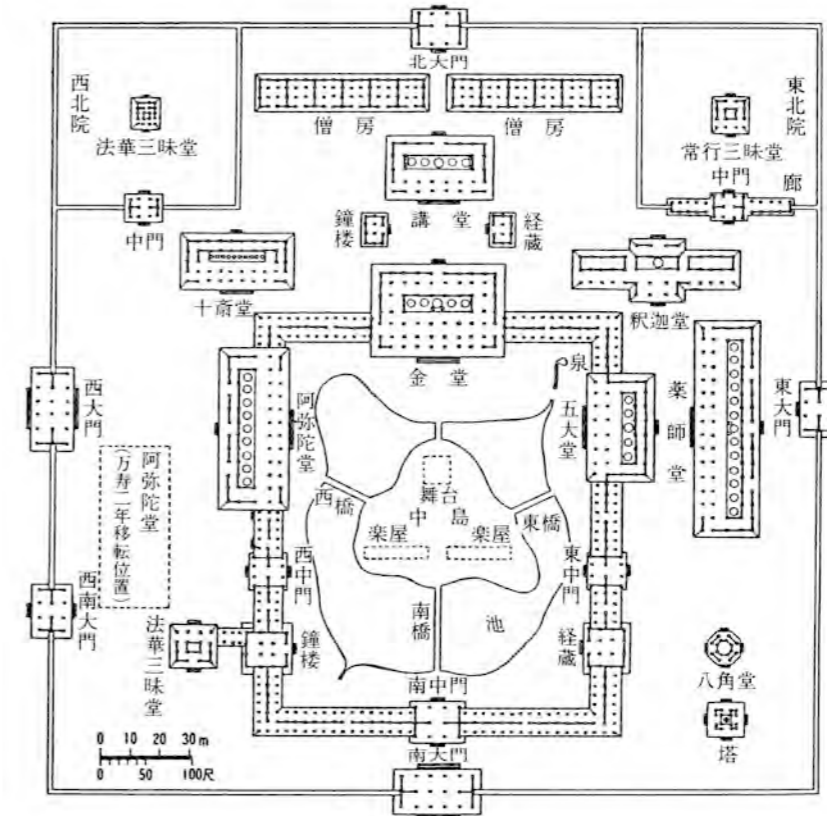 北大門
西北院
法華三昧堂
中門
僧房
僧房
東北院
常行三昧堂
中門
廊
講堂
鐘楼
経蔵
十斎堂
金堂
釈迦堂
泉
西大門
阿弥陀堂
五大堂
薬師堂
東大門
阿弥陀堂
(万寿二年移転位置)
舞台
西橋
中島
東橋
楽屋
楽屋
西中門
東中門
西南大門
法華三昧堂
鐘楼
南橋
池
経蔵
八角堂
南中門
塔
南大門
0 10 20 30m
0 50 100尺